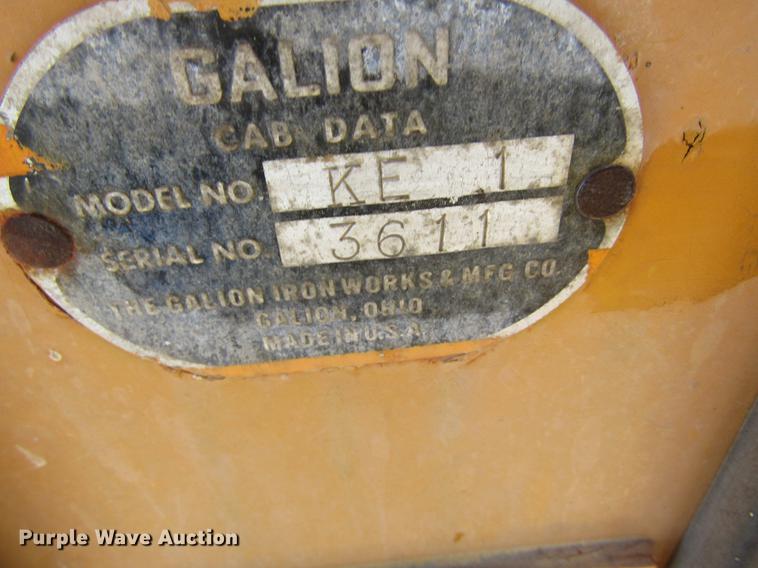 GALION
CAB DATA
MODEL NO. KE 1
SERIAL NO. 3611
THE GALION IRON WORKS & MFG CO.
GALION, OHIO
MADE IN U.S.A.
Purple Wave Auction